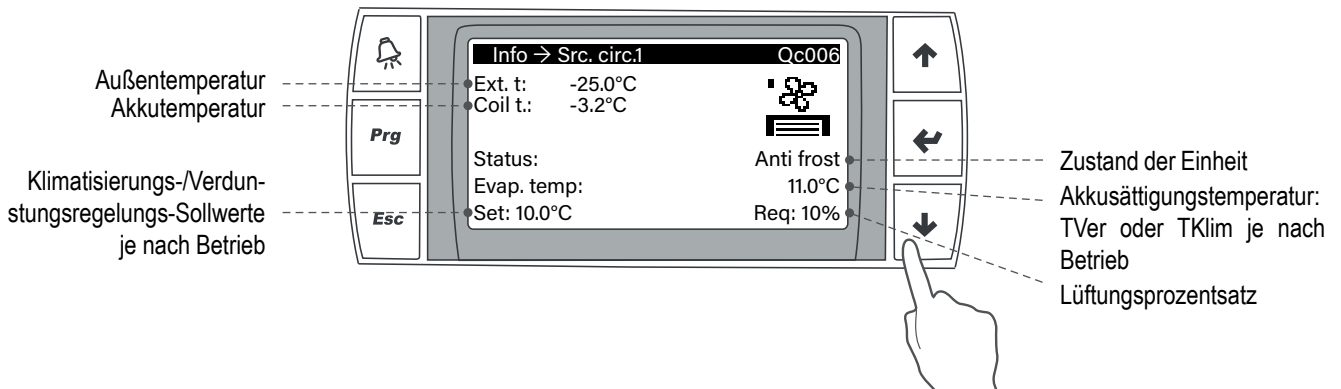 Außentemperatur
Akkutemperatur
Klimatisierungs-/Verdun-
stungsregelungs-Sollwerte
je nach Betrieb
Prg
Esc
Info → Src. circ.1 Qc006
Ext. t: -25.0°C
Coil t.: -3.2°C
Status: Anti frost
Evap. temp: 11.0°C
Set: 10.0°C Req: 10%
Zustand der Einheit
Akkusättigungstemperatur:
TVer oder TKlim je nach
Betrieb
Lüftungsprozentsatz